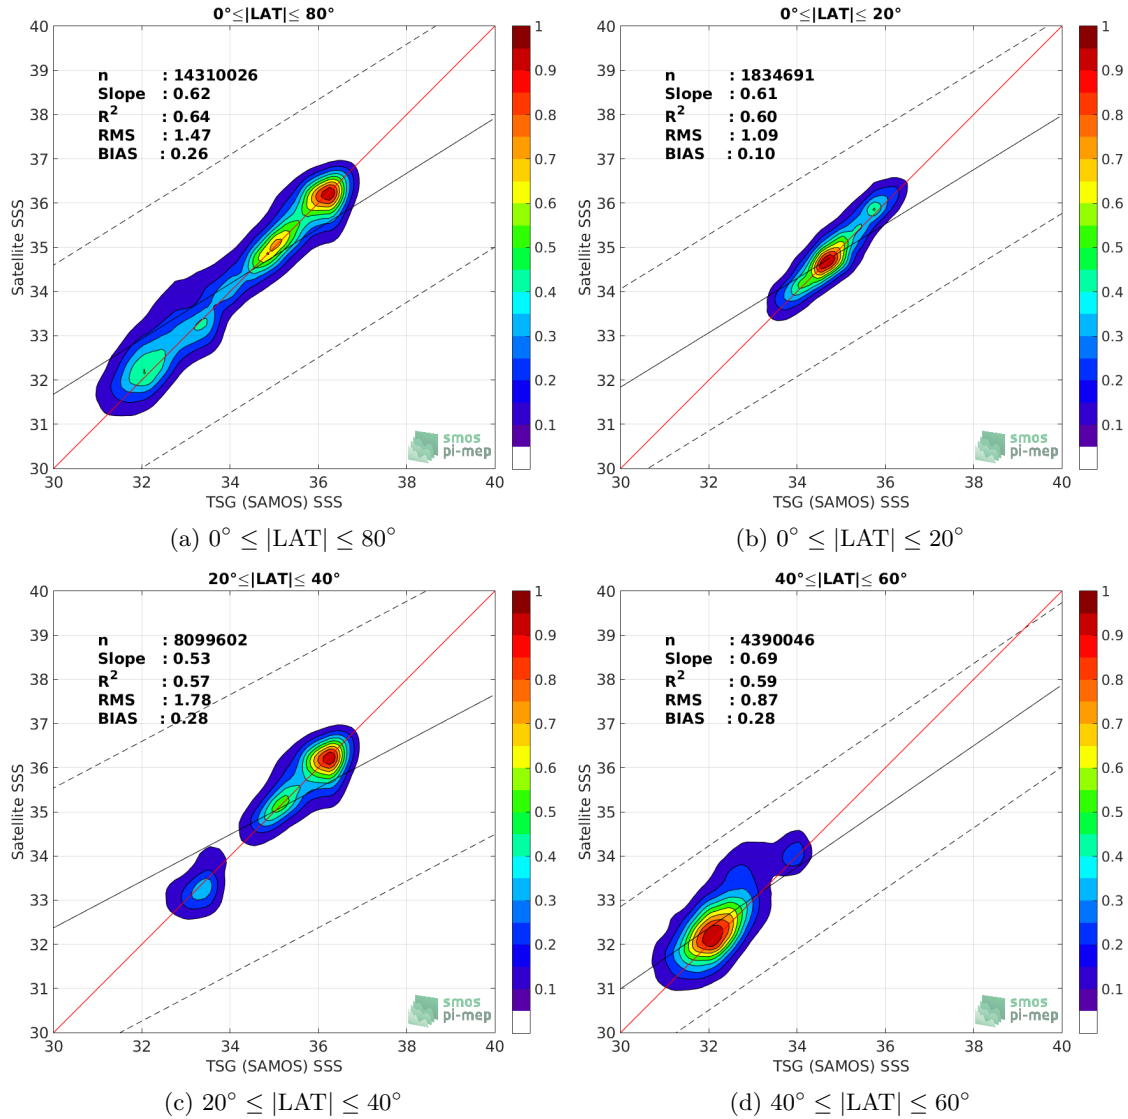 0°≤|LAT|≤ 80°
n : 14310026
Slope : 0.62
R² : 0.64
RMS : 1.47
BIAS : 0.26
Satellite SSS
40
39
38
37
36
35
34
33
32
31
30
30 32 34 36 38 40
TSG (SAMOS) SSS
1
0.9
0.8
0.7
0.6
0.5
0.4
0.3
0.2
0.1
smos
pi-mep
(a) 0° ≤ |LAT| ≤ 80°
0°≤|LAT|≤ 20°
n : 1834691
Slope : 0.61
R² : 0.60
RMS : 1.09
BIAS : 0.10
Satellite SSS
40
39
38
37
36
35
34
33
32
31
30
30 32 34 36 38 40
TSG (SAMOS) SSS
1
0.9
0.8
0.7
0.6
0.5
0.4
0.3
0.2
0.1
smos
pi-mep
(b) 0° ≤ |LAT| ≤ 20°
20°≤|LAT|≤ 40°
n : 8099602
Slope : 0.53
R² : 0.57
RMS : 1.78
BIAS : 0.28
Satellite SSS
40
39
38
37
36
35
34
33
32
31
30
30 32 34 36 38 40
TSG (SAMOS) SSS
1
0.9
0.8
0.7
0.6
0.5
0.4
0.3
0.2
0.1
smos
pi-mep
(c) 20° ≤ |LAT| ≤ 40°
40°≤|LAT|≤ 60°
n : 4390046
Slope : 0.69
R² : 0.59
RMS : 0.87
BIAS : 0.28
Satellite SSS
40
39
38
37
36
35
34
33
32
31
30
30 32 34 36 38 40
TSG (SAMOS) SSS
1
0.9
0.8
0.7
0.6
0.5
0.4
0.3
0.2
0.1
smos
pi-mep
(d) 40° ≤ |LAT| ≤ 60°